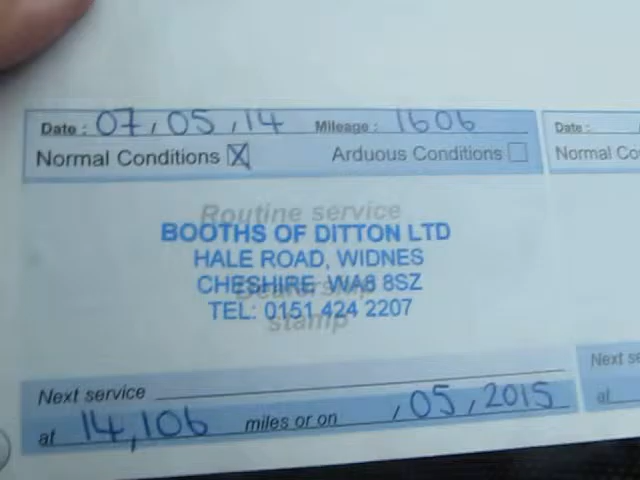 Date : 07,05,14 Mileage : 1606
Normal Conditions X Arduous Conditions
Routine service
BOOTHS OF DITTON LTD
HALE ROAD, WIDNES
CHESHIRE WA8 8SZ
TEL: 0151 424 2207
stamp
Next service
at 14,106 miles or on ,05,2015
Date :
Normal Co
Next se
at